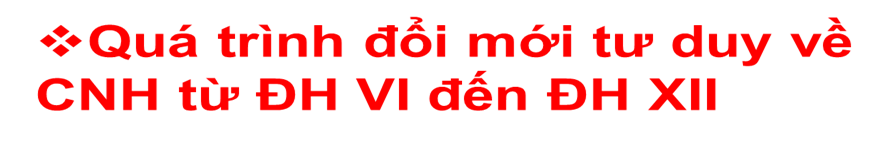 ❖Quá trình đổi mới tư duy về
CNH từ ĐH VI đến ĐH XII